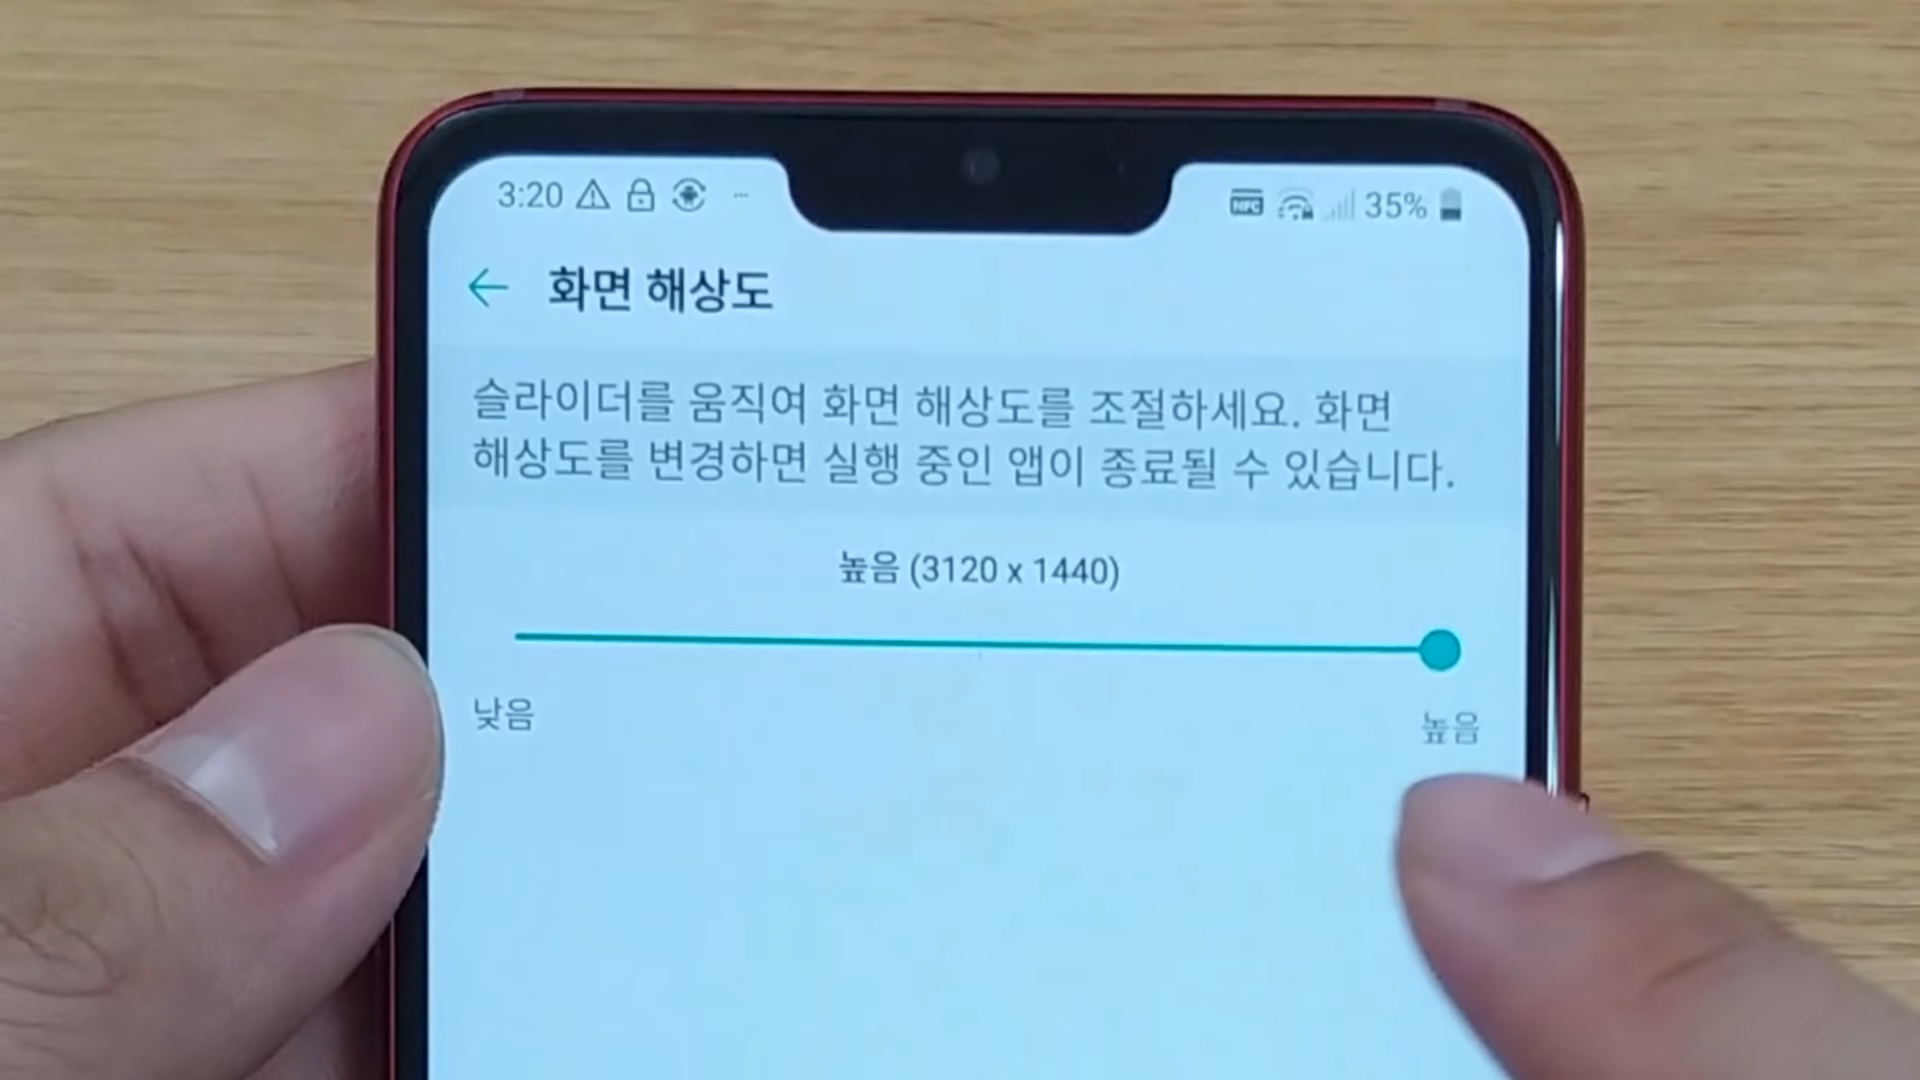 3:20 NFC 35%
화면 해상도
슬라이더를 움직여 화면 해상도를 조절하세요. 화면
해상도를 변경하면 실행 중인 앱이 종료될 수 있습니다.
높음 (3120 x 1440)
낮음 높음